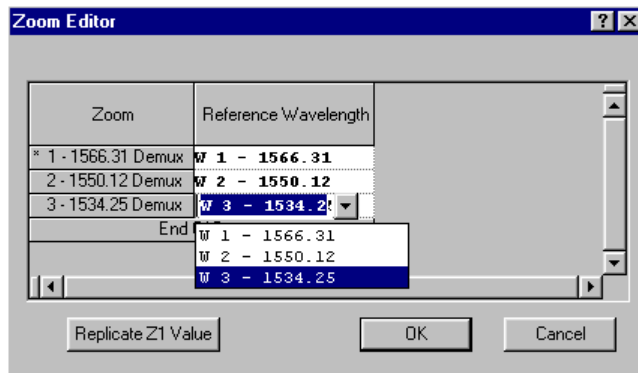 Zoom Editor
Zoom Reference Wavelength
* 1 - 1566.31 Demux W 1 - 1566.31
2 - 1550.12 Demux W 2 - 1550.12
3 - 1534.25 Demux W 3 - 1534.2
End
W 1 - 1566.31
W 2 - 1550.12
W 3 - 1534.25
Replicate Z1 Value OK Cancel